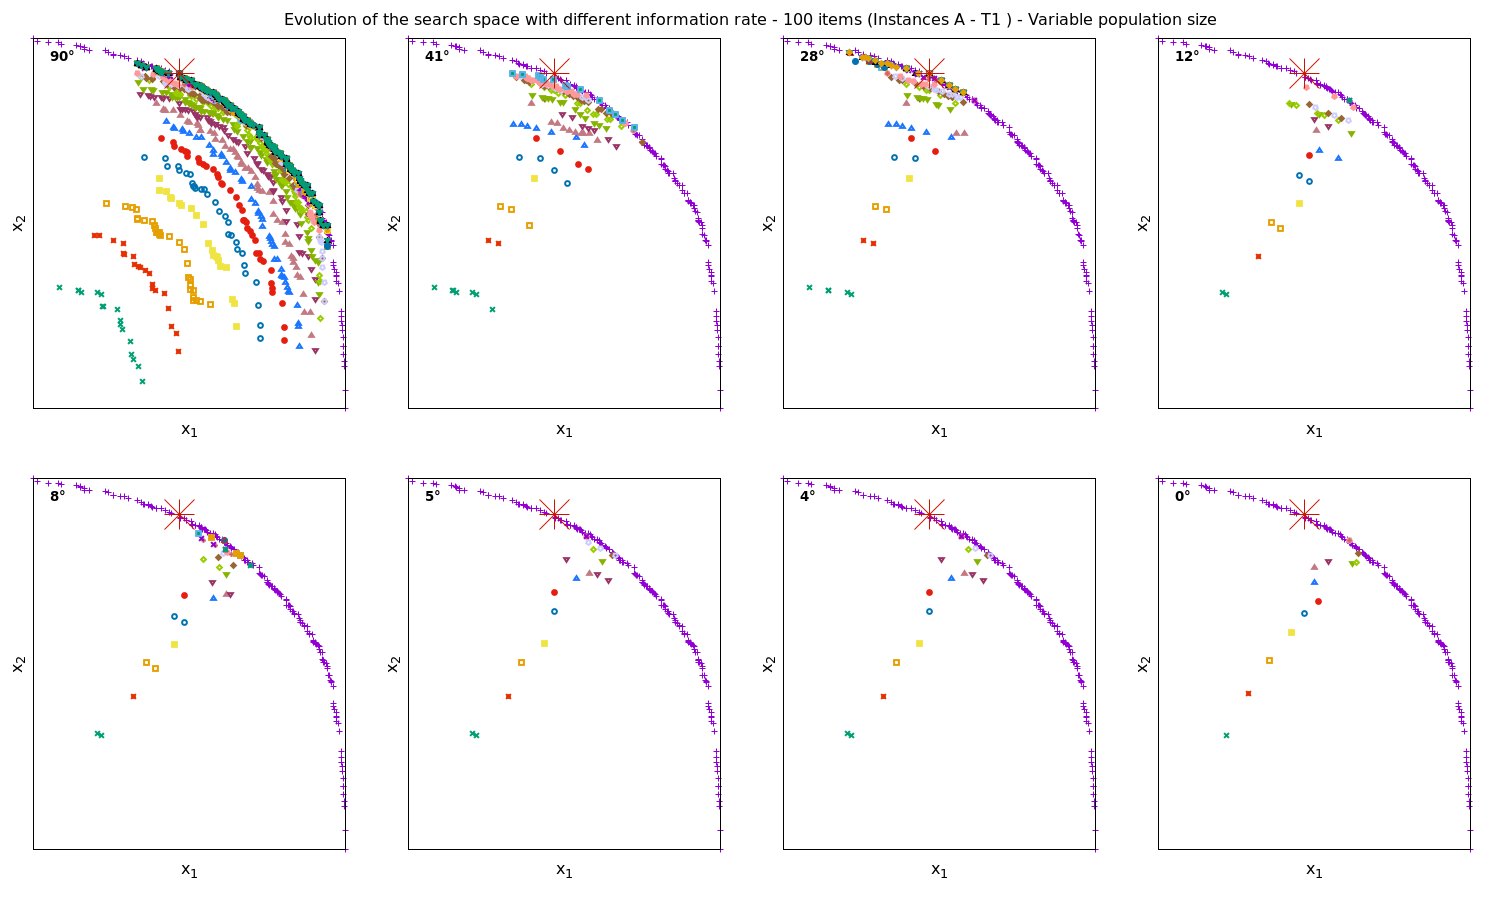 Evolution of the search space with different information rate - 100 items (Instances A - T1 ) - Variable population size
90°
41°
28°
12°
x₂
x₂
x₂
x₂
x₁
x₁
x₁
x₁
8°
5°
4°
0°
x₂
x₂
x₂
x₂
x₁
x₁
x₁
x₁